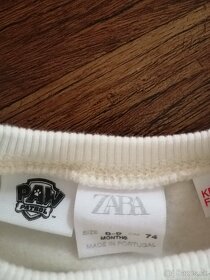 PAW
PATROL
ZARA
SIZE 6-9 MONTHS 74
MADE IN PORTUGAL